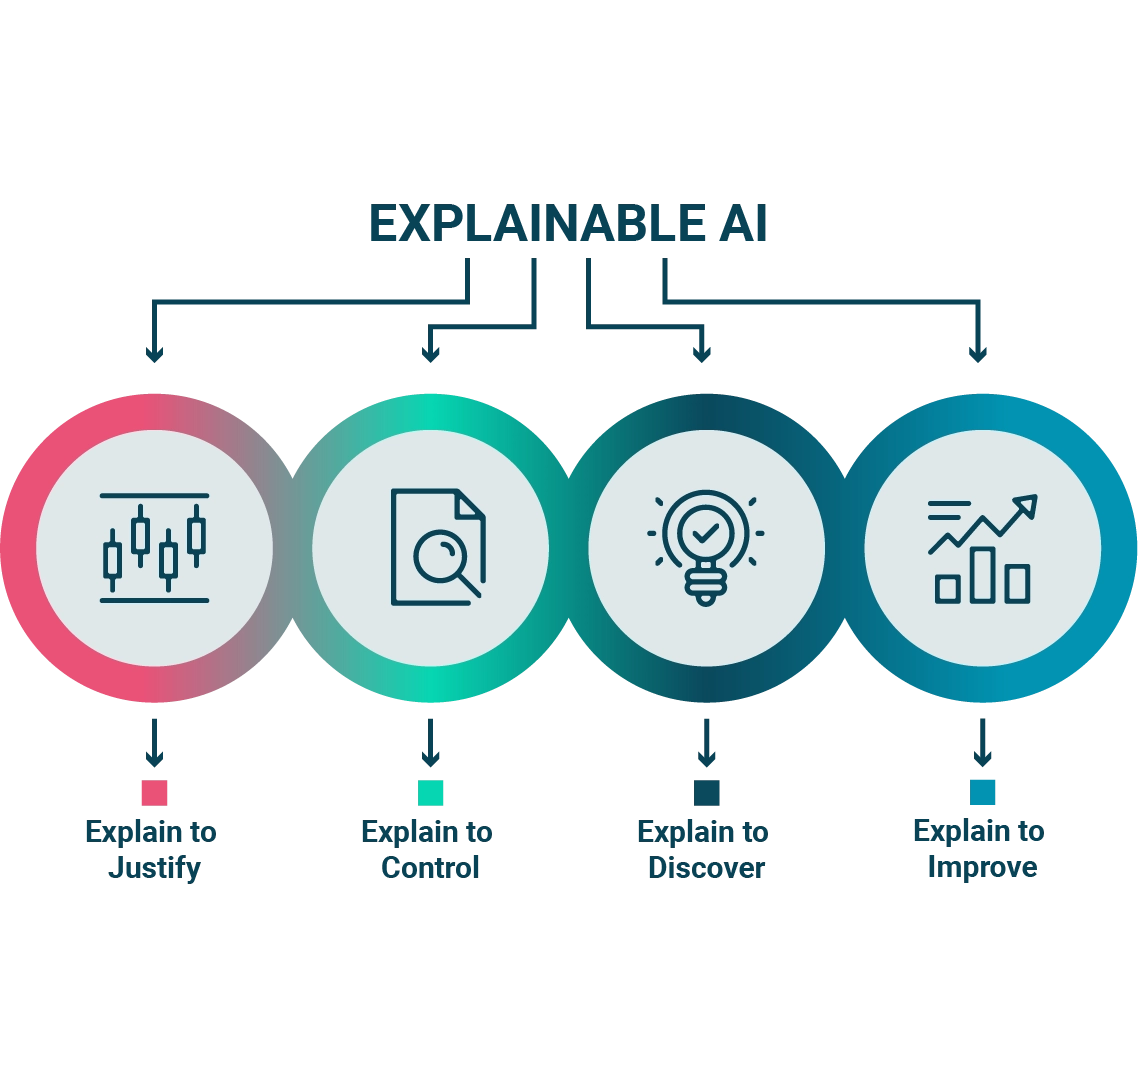 EXPLAINABLE AI
Explain to
Justify
Explain to
Control
Explain to
Discover
Explain to
Improve